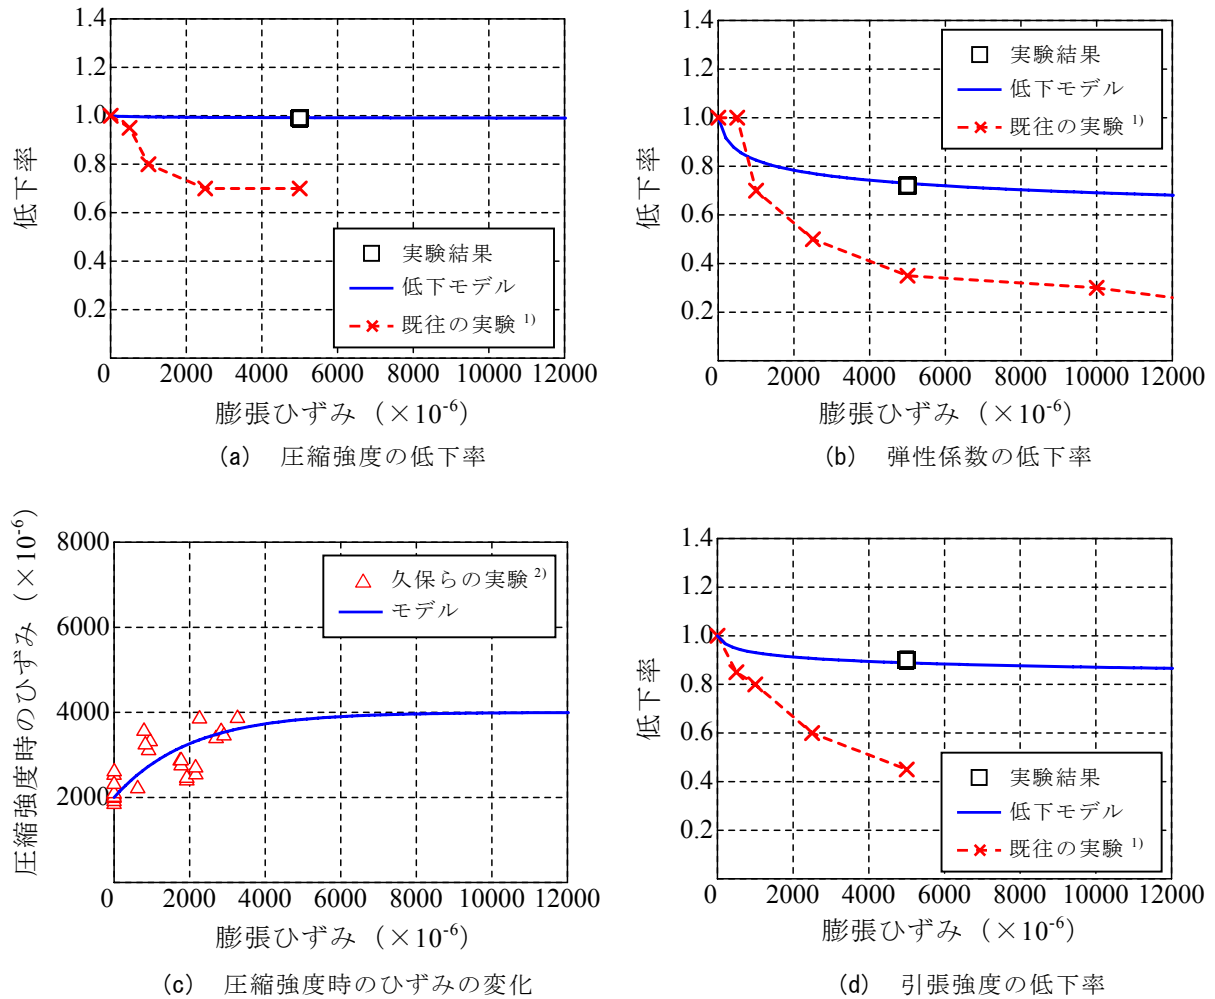 1.4
1.2
1.0
0.8
0.6
0.4
0.2
低下率
実験結果
低下モデル
既往の実験 1)
0 2000 4000 6000 8000 10000 12000
膨張ひずみ (×10-6)
(a) 圧縮強度の低下率
1.4
1.2
1.0
0.8
0.6
0.4
0.2
低下率
実験結果
低下モデル
既往の実験 1)
0 2000 4000 6000 8000 10000 12000
膨張ひずみ (×10-6)
(b) 弾性係数の低下率
8000
6000
4000
2000
圧縮強度時のひずみ (×10-6)
久保らの実験 2)
モデル
0 2000 4000 6000 8000 10000 12000
膨張ひずみ (×10-6)
(c) 圧縮強度時のひずみの変化
1.4
1.2
1.0
0.8
0.6
0.4
0.2
低下率
実験結果
低下モデル
既往の実験 1)
0 2000 4000 6000 8000 10000 12000
膨張ひずみ (×10-6)
(d) 引張強度の低下率